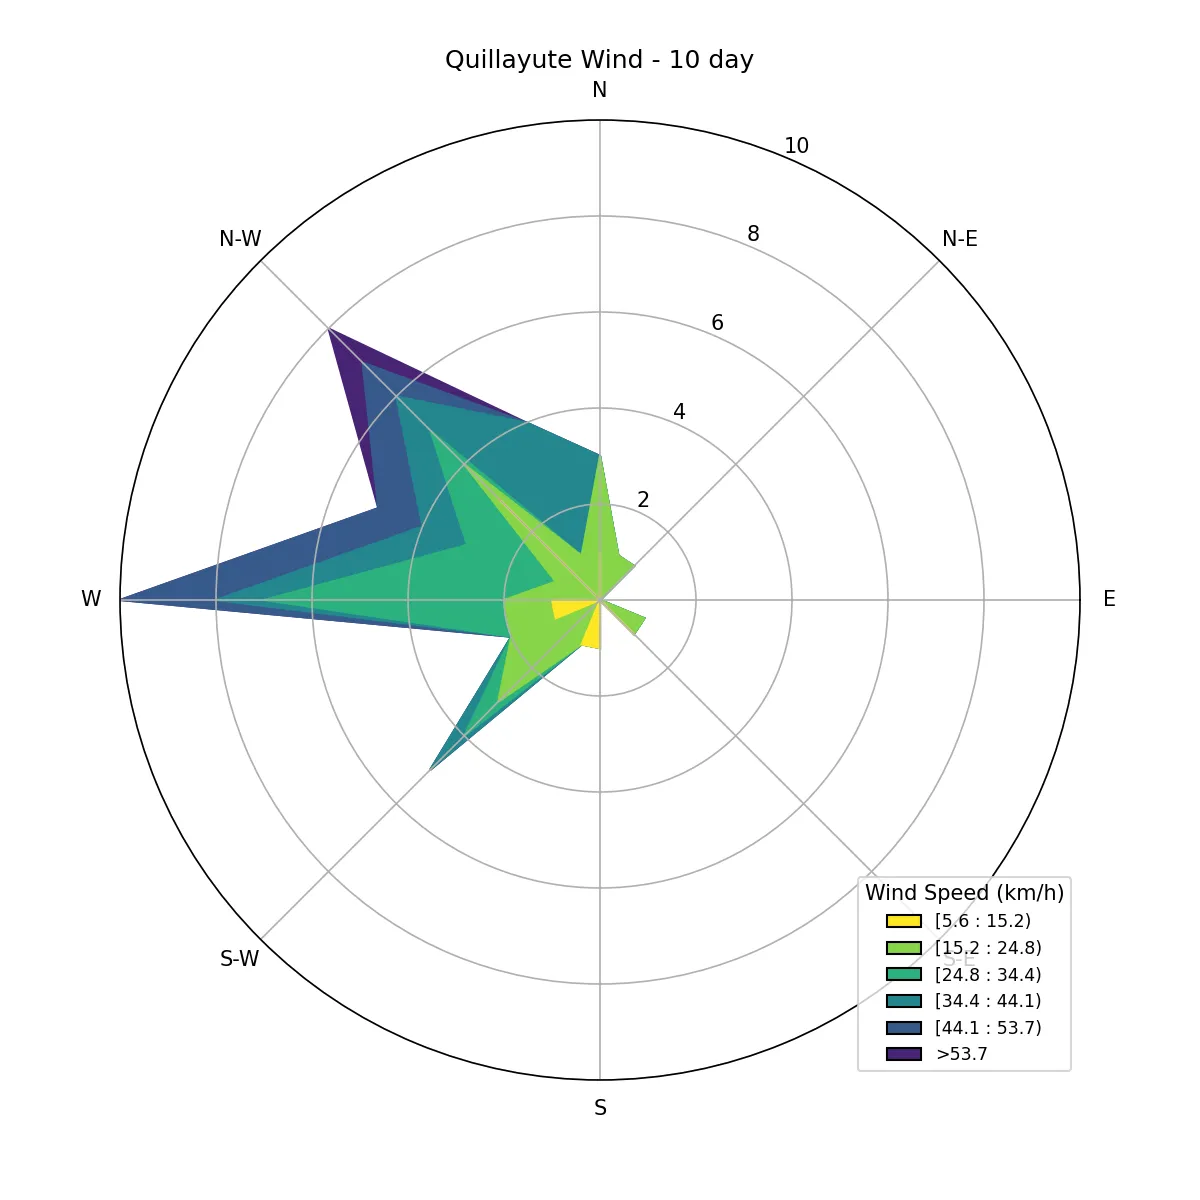 Quillayute Wind - 10 day
N
10
N-W
8
N-E
6
4
2
W
E
S-W
S-E
S
Wind Speed (km/h)
[5.6 : 15.2)
[15.2 : 24.8)
[24.8 : 34.4)
[34.4 : 44.1)
[44.1 : 53.7)
>53.7